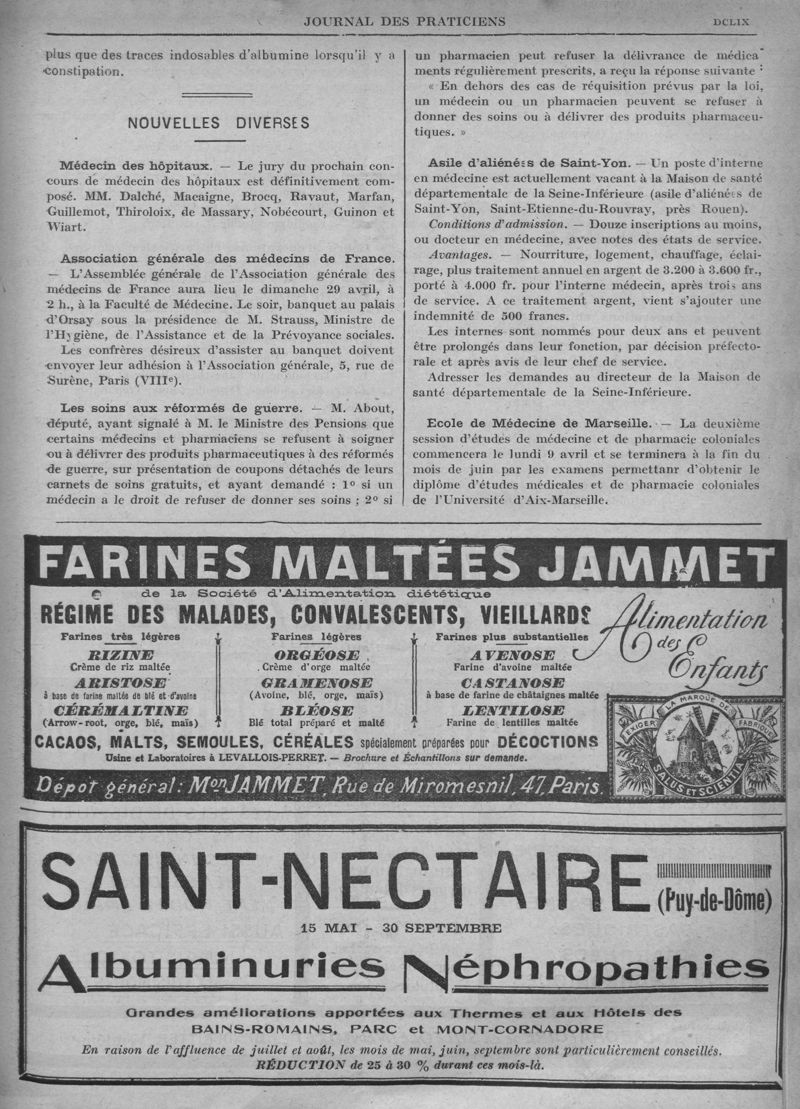 JOURNAL DES PRATICIENS
DCLIX
plus que des traces indosables d'albumine lorsqu'il y a
constipation.
NOUVELLES DIVERSES
Médecin des hôpitaux. — Le jury du prochain con-
cours de médecin des hôpitaux est définitivement com-
posé. MM. Dalché, Macaigne, Brocq, Ravaut, Marfan,
Guillemot, Thiroloix, de Massary, Nobécourt, Guinon et
Wiart.
Association générale des médecins de France.
— L'Assemblée générale de l'Association générale des
médecins de France aura lieu le dimanche 29 avril, à
2 h., à la Faculté de Médecine. Le soir, banquet au palais
d'Orsay sous la présidence de M. Strauss, Ministre de
l'Hygiène, de l'Assistance et de la Prévoyance sociales.
Les confrères désireux d'assister au banquet doivent
envoyer leur adhésion à l'Association générale, 5, rue de
Surène, Paris (VIIIe).
Les soins aux réformés de guerre. — M. About,
député, ayant signalé à M. le Ministre des Pensions que
certains médecins et pharmaciens se refusent à soigner
ou à délivrer des produits pharmaceutiques à des réformés
de guerre, sur présentation de coupons détachés de leurs
carnets de soins gratuits, et ayant demandé : 1° si un
médecin a le droit de refuser de donner ses soins ; 2° si
un pharmacien peut refuser la délivrance de médica
ments régulièrement prescrits, a reçu la réponse suivante :
« En dehors des cas de réquisition prévus par la loi,
un médecin ou un pharmacien peuvent se refuser à
donner des soins ou à délivrer des produits pharmaceu-
tiques. »
Asile d'aliénés de Saint-Yon. — Un poste d'interne
en médecine est actuellement vacant à la Maison de santé
départementale de la Seine-Inférieure (asile d'aliénés de
Saint-Yon, Saint-Etienne-du-Rouvray, près Rouen).
Conditions d'admission. — Douze inscriptions au moins,
ou docteur en médecine, avec notes des états de service.
Avantages. — Nourriture, logement, chauffage, éclai-
rage, plus traitement annuel en argent de 3.200 à 3.600 fr.,
porté à 4.000 fr. pour l'interne médecin, après trois ans
de service. A ce traitement argent, vient s'ajouter une
indemnité de 500 francs.
Les internes sont nommés pour deux ans et peuvent
être prolongés dans leur fonction, par décision préfecto-
rale et après avis de leur chef de service.
Adresser les demandes au directeur de la Maison de
santé départementale de la Seine-Inférieure.
Ecole de Médecine de Marseille. — La deuxième
session d'études de médecine et de pharmacie coloniales
commencera le lundi 9 avril et se terminera à la fin du
mois de juin par les examens permettanr d'obtenir le
diplôme d'études médicales et de pharmacie coloniales
de l'Université d'Aix-Marseille.
FARINES MALTÉES JAMMET
de la Société d'Alimentation diététique
RÉGIME DES MALADES, CONVALESCENTS, VIEILLARDS
Alimentation
des
Enfants
Farines très légères
RIZINE
Crème de riz maltée
ARISTOSE
à base de farine maltée de blé et d'avoine
CÉRÉMALTINE
(Arrow-root, orge, blé, maïs)
Farines légères
ORGÉOSE
Crème d'orge maltée
GRAMENOSE
(Avoine, blé, orge, maïs)
BLÉOSE
Blé total préparé et malté
Farines plus substantielles
AVENOSE
Farine d'avoine maltée
CASTANOSE
à base de farine de châtaignes maltée
LENTILOSE
Farine de lentilles maltée
CACAOS, MALTS, SEMOULES, CÉRÉALES spécialement préparées pour DÉCOCTIONS
Usine et Laboratoires à LEVALLOIS-PERRET. — Brochure et Échantillons sur demande.
EXIGER LA MARQUE DE FABRIQUE
SALUS ET SCIENTIA
Dépot général: Mon JAMMET, Rue de Miromesnil, 47, Paris.
SAINT-NECTAIRE
(Puy-de-Dôme)
15 MAI - 30 SEPTEMBRE
Albuminuries Néphropathies
Grandes améliorations apportées aux Thermes et aux Hôtels des
BAINS-ROMAINS, PARC et MONT-CORNADORE
En raison de l'affluence de juillet et août, les mois de mai, juin, septembre sont particulièrement conseillés.
RÉDUCTION de 25 à 30 % durant ces mois-là.